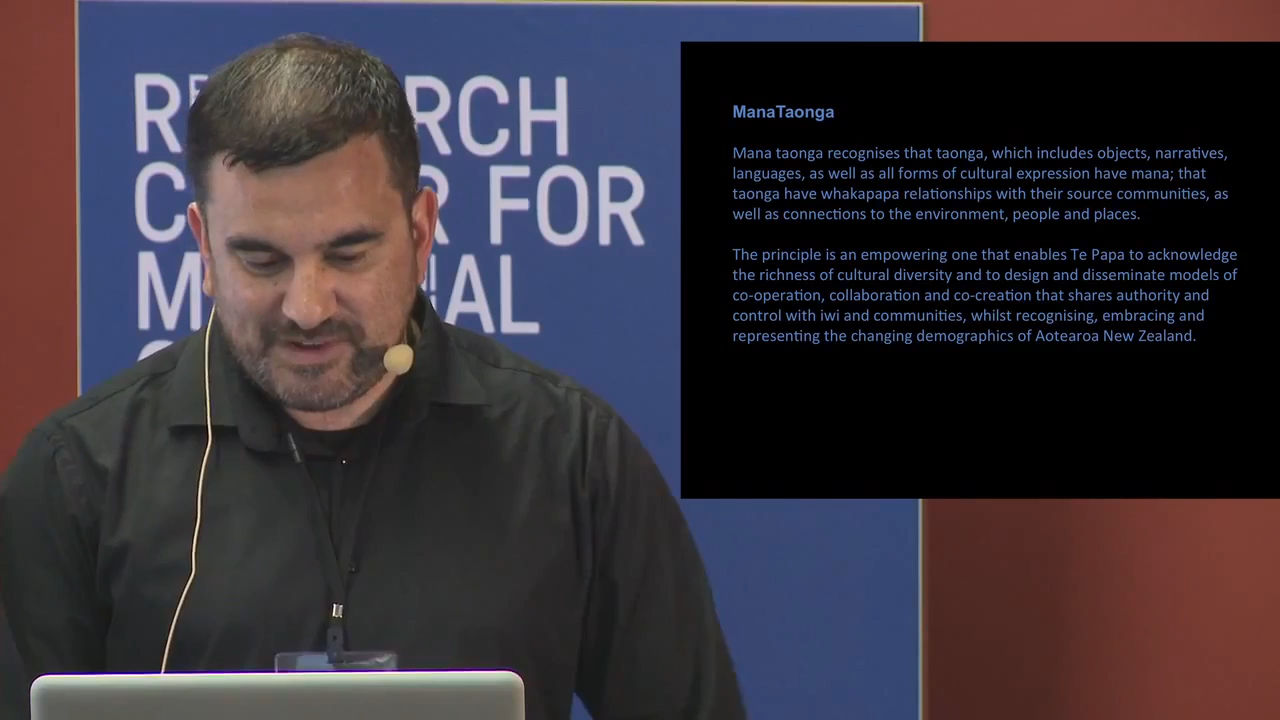 FOR
ManaTaonga
Mana taonga recognises that taonga, which includes objects, narratives,
languages, as well as all forms of cultural expression have mana; that
taonga have whakapapa relationships with their source communities, as
well as connections to the environment, people and places.
The principle is an empowering one that enables Te Papa to acknowledge
the richness of cultural diversity and to design and disseminate models of
co-operation, collaboration and co-creation that shares authority and
control with iwi and communities, whilst recognising, embracing and
representing the changing demographics of Aotearoa New Zealand.